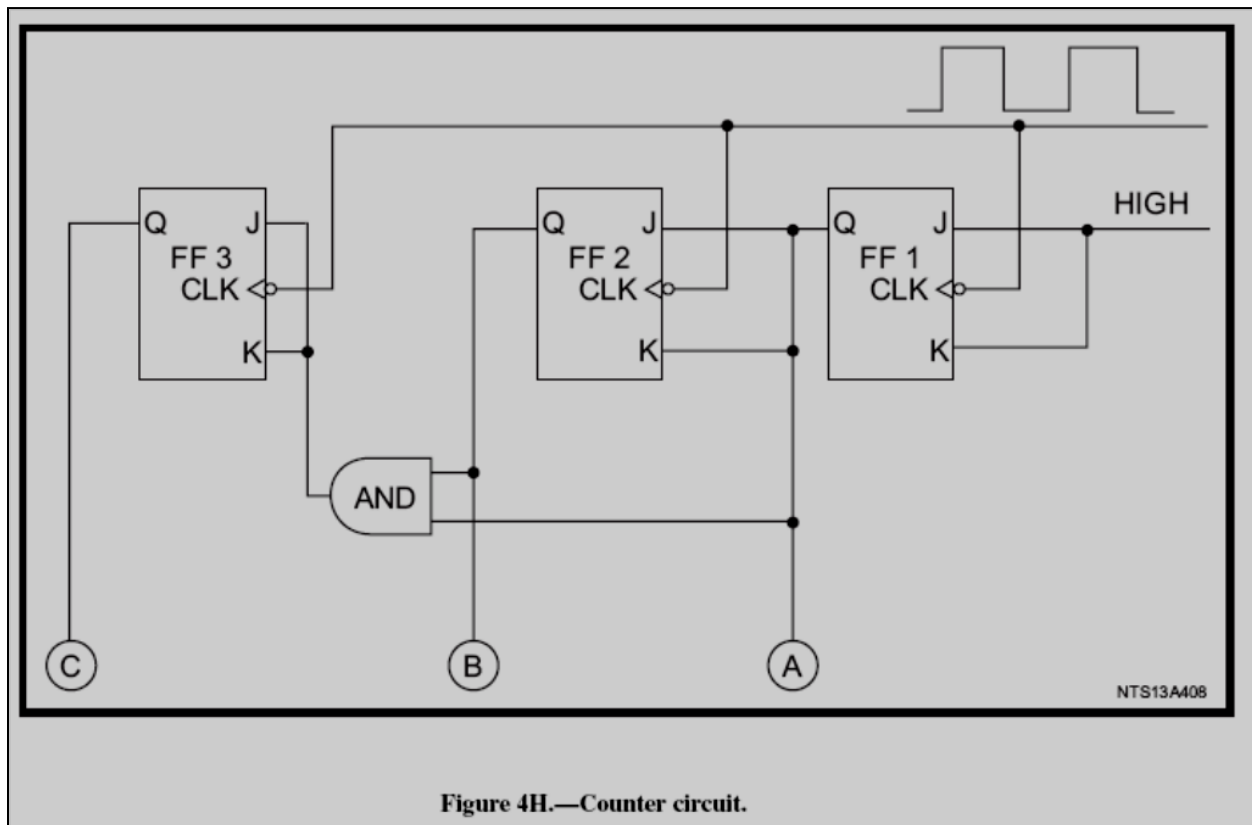 HIGH
Q J
FF 3
CLK
K
Q J
FF 2
CLK
K
Q J
FF 1
CLK
K
AND
C
B
A
NTS13A408
Figure 4H.—Counter circuit.